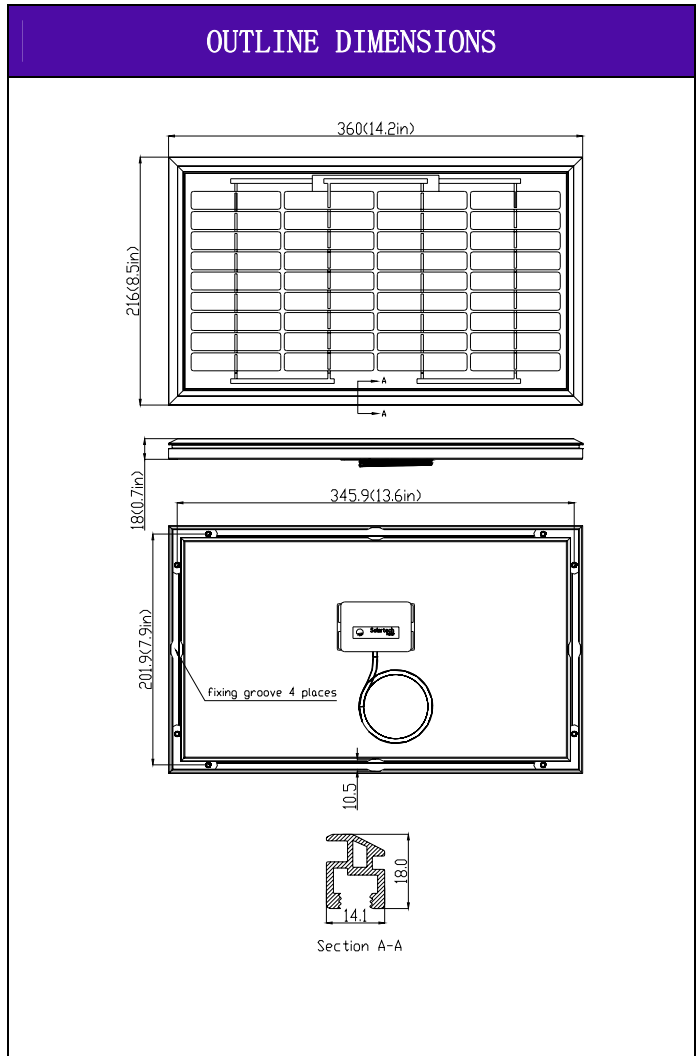 OUTLINE DIMENSIONS
360(14.2in)
216(8.5in)
A
A
18(0.7in)
345.9(13.6in)
201.9(7.9in)
Solartech
fixing groove 4 places
10.5
18.0
14.1
Section A-A